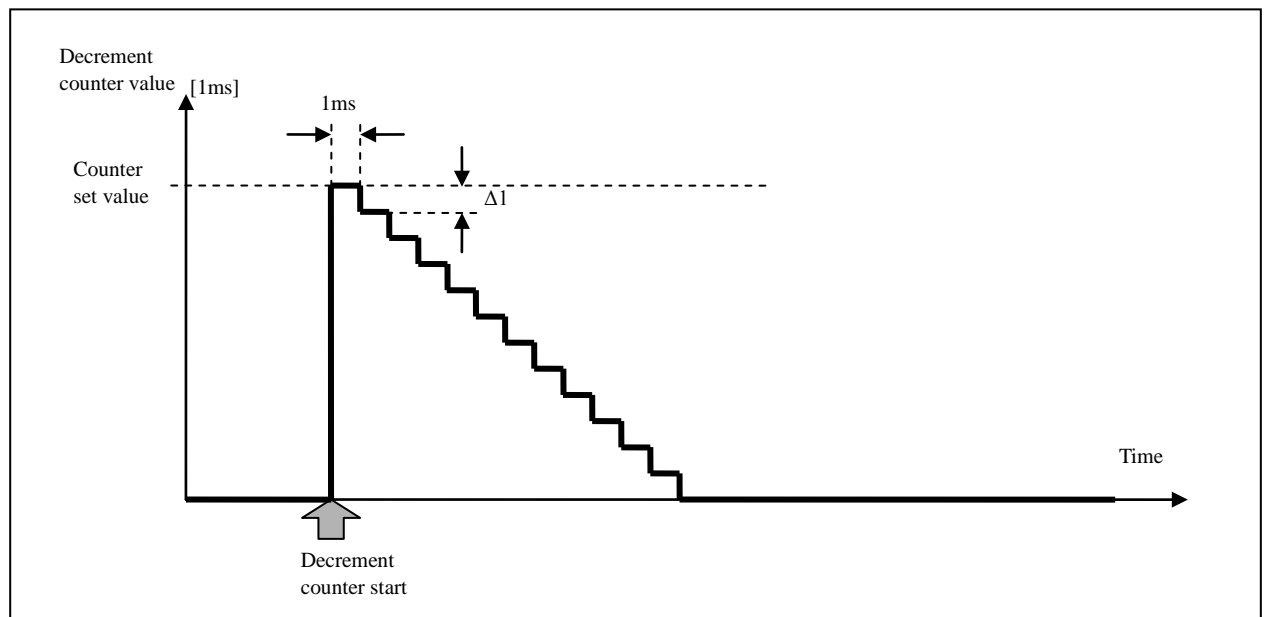 Decrement
counter value [1ms]
1ms
Counter
set value
Δ1
Time
Decrement
counter start